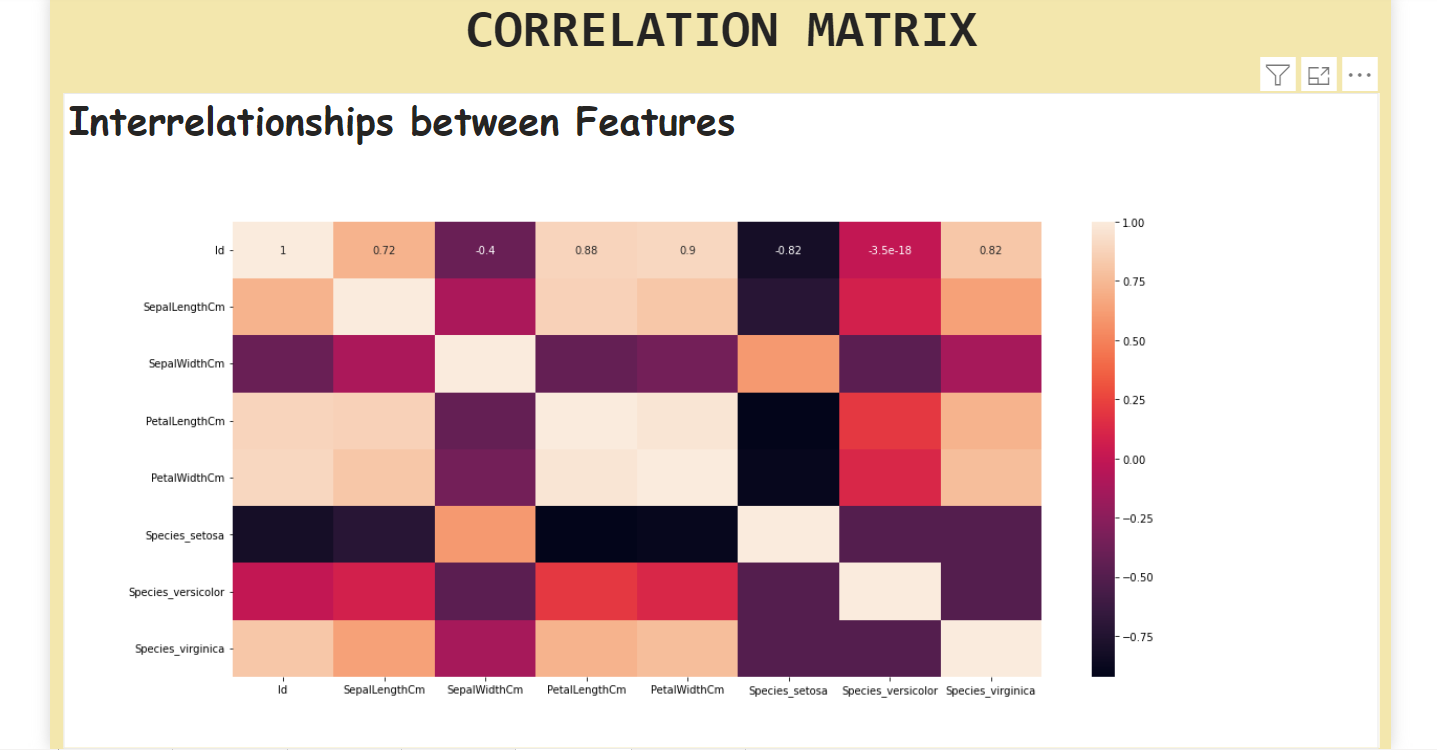 CORRELATION MATRIX
Interrelationships between Features
Id 1 0.72 -0.4 0.88 0.9 -0.82 -3.5e-18 0.82
SepalLengthCm
SepalWidthCm
PetalLengthCm
PetalWidthCm
Species_setosa
Species_versicolor
Species_virginica
Id SepalLengthCm SepalWidthCm PetalLengthCm PetalWidthCm Species_setosa Species_versicolor Species_virginica
1.00
0.75
0.50
0.25
0.00
−0.25
−0.50
−0.75